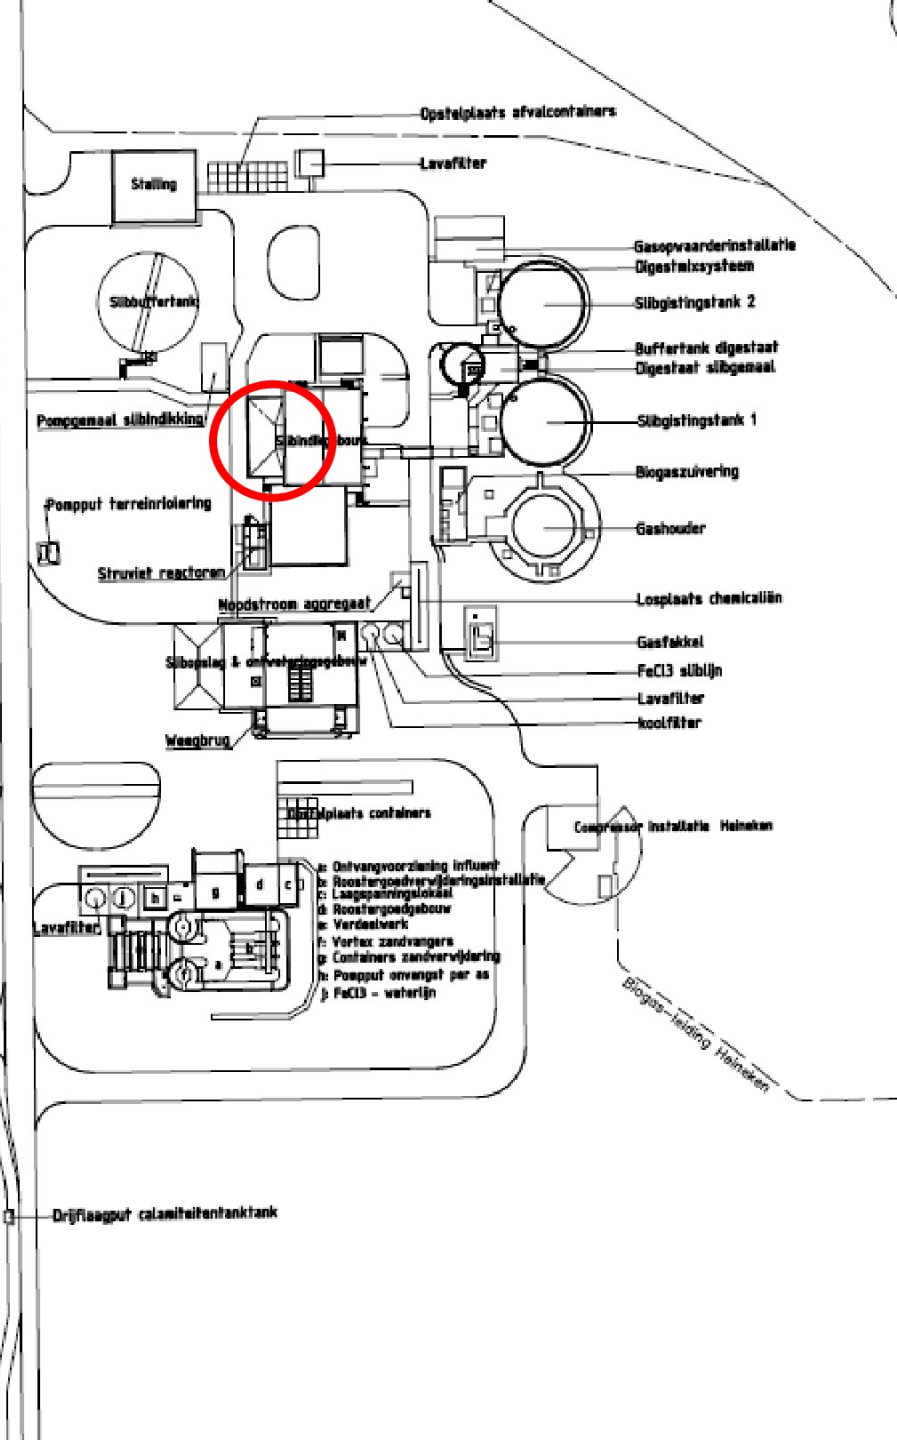 Opstelplaats afvalcontainers
Lavafilter
Stalling
Gasopwaarderinstallatie
Digestmixsysteem
Slibbuffertank
Slibgistingstank 2
Buffertank digestaat
Digestaat slibgemaal
Pompgemaal slibindikking
Slibindikgebouw
Slibgistingstank 1
Biogaszuivering
Pompput terreinriolering
Gashouder
Struviet reactoren
Noodstroom aggregaat
Losplaats chemicaliën
Gasfakkel
Slibopslag & ontwateringsgebouw
FeCl3 sliblijn
Lavafilter
koolfilter
Weegbrug
Opstelplaats containers
Compressor installatie Heineken
a: Ontvangvoorziening influent
b: Roostergoedverwijderingsinstallatie
c: Laagspanningslokaal
d: Roostergoedgebouw
e: Verdeelwerk
f: Vortex zandvangers
g: Containers zandverwijdering
h: Pompput onvangst per as
j: FeCl3 - waterlijn
g
d
c
j
h
Lavafilter
a
b
Biogas-leiding Heineken
Drijflaagput calamiteitentanktank